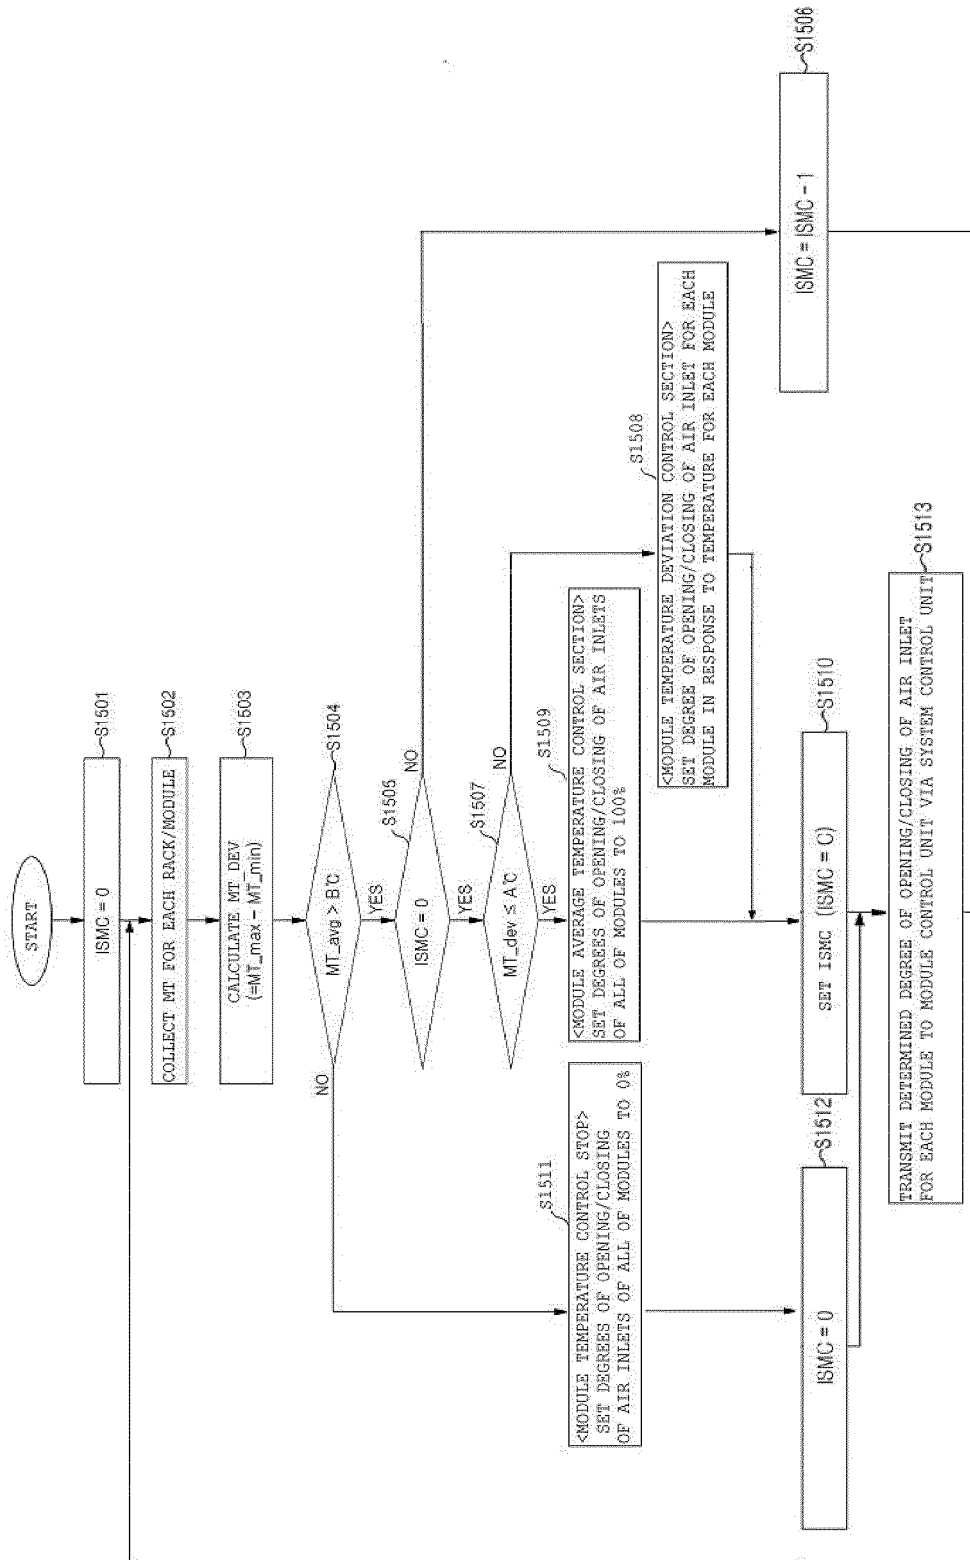 START
ISMC = 0
S1501
COLLECT MT FOR EACH RACK/MODULE
S1502
CALCULATE MT DEV
(=MT_max - MT_min)
S1503
MT_avg > B℃
S1504
NO
YES
ISMC = 0
S1505
NO
YES
MT_dev ≤ A℃
S1507
NO
YES
<MODULE TEMPERATURE CONTROL STOP>
SET DEGREES OF OPENING/CLOSING
OF AIR INLETS OF ALL OF MODULES TO 0%
S1511
<MODULE AVERAGE TEMPERATURE CONTROL SECTION>
SET DEGREES OF OPENING/CLOSING OF AIR INLETS
OF ALL OF MODULES TO 100%
S1509
<MODULE TEMPERATURE DEVIATION CONTROL SECTION>
SET DEGREE OF OPENING/CLOSING OF AIR INLET FOR EACH
MODULE IN RESPONSE TO TEMPERATURE FOR EACH MODULE
S1508
ISMC = ISMC - 1
S1506
ISMC = 0
S1512
SET ISMC (ISMC = C)
S1510
TRANSMIT DETERMINED DEGREE OF OPENING/CLOSING OF AIR INLET
FOR EACH MODULE TO MODULE CONTROL UNIT VIA SYSTEM CONTROL UNIT
S1513